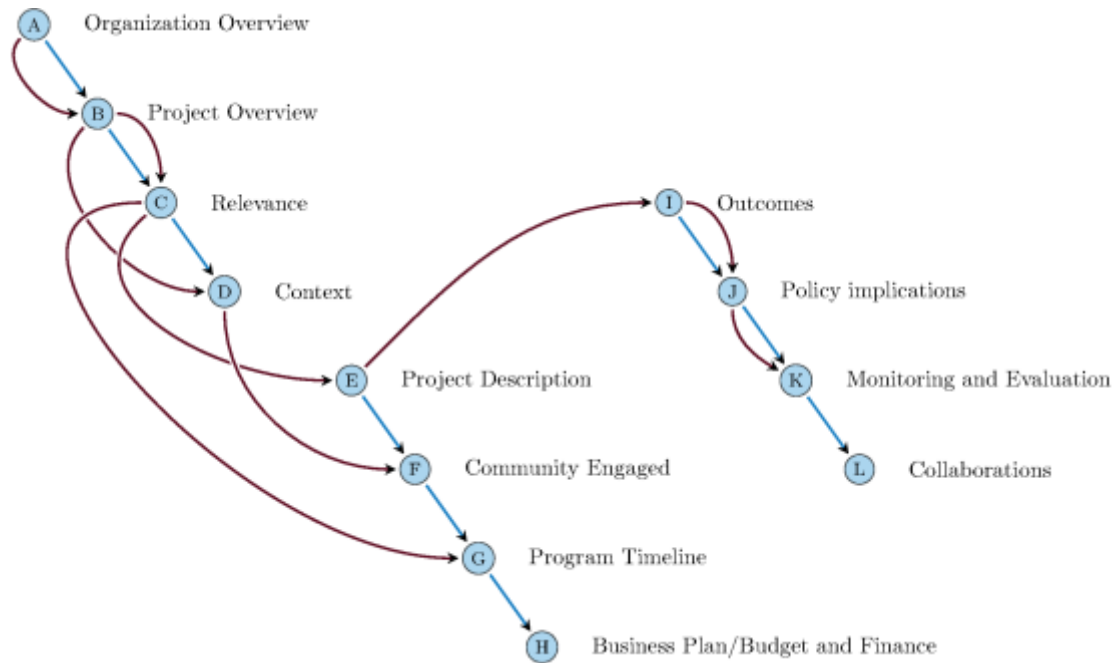 A Organization Overview
B Project Overview
C Relevance
I Outcomes
D Context
J Policy implications
E Project Description
K Monitoring and Evaluation
F Community Engaged
L Collaborations
G Program Timeline
H Business Plan/Budget and Finance